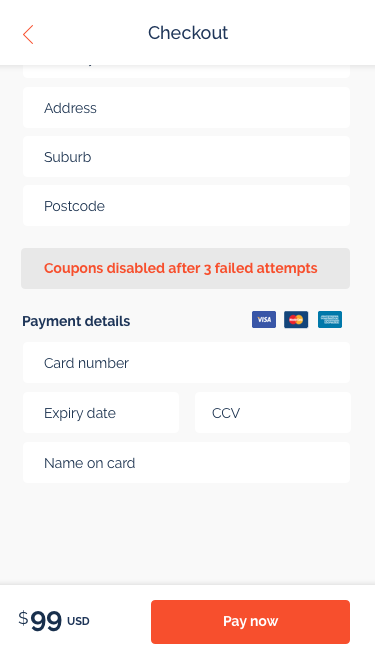 Checkout
Address
Suburb
Postcode
Coupons disabled after 3 failed attempts
Payment details VISA
Card number
Expiry date CCV
Name on card
$99 USD Pay now